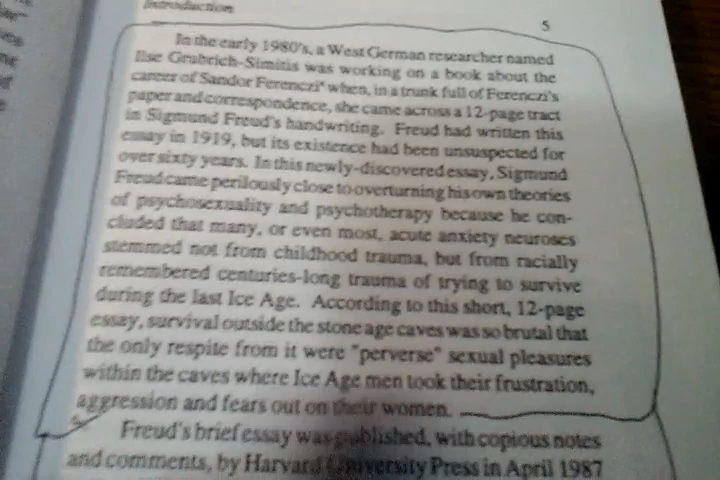 Introduction
5
In the early 1980's, a West German researcher named
Ilse Grubrich-Simitis was working on a book about the
career of Sandor Ferenczi* when, in a trunk full of Ferenczi's
paper and correspondence, she came across a 12-page tract
in Sigmund Freud's handwriting. Freud had written this
essay in 1919, but its existence had been unsuspected for
over sixty years. In this newly-discovered essay, Sigmund
Freud came perilously close to overturning his own theories
of psychosexuality and psychotherapy because he con-
cluded that many, or even most, acute anxiety neuroses
stemmed not from childhood trauma, but from racially
remembered centuries-long trauma of trying to survive
during the last Ice Age. According to this short, 12-page
essay, survival outside the stone age caves was so brutal that
the only respite from it were "perverse" sexual pleasures
within the caves where Ice Age men took their frustration,
aggression and fears out on their women.
Freud's brief essay was published, with copious notes
and comments, by Harvard University Press in April 1987